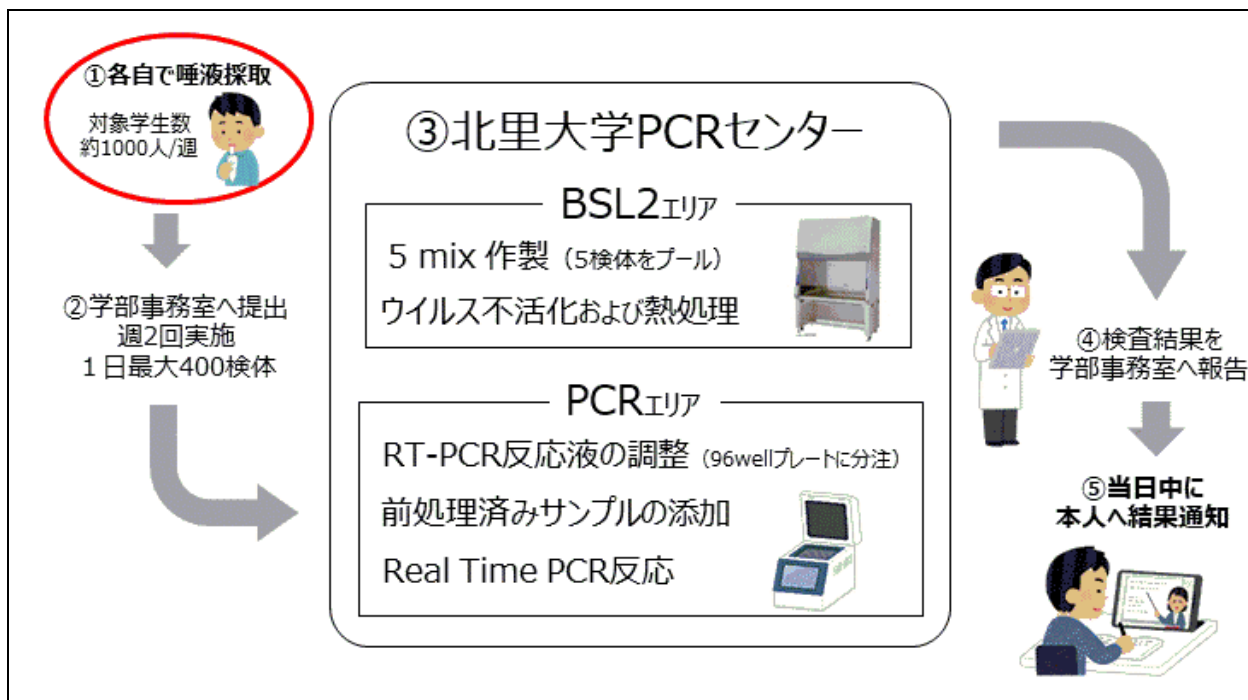 ①各自で唾液採取
対象学生数
約1000人/週
②学部事務室へ提出
週2回実施
１日最大400検体
③北里大学PCRセンター
BSL2エリア
5 mix 作製（5検体をプール）
ウイルス不活化および熱処理
PCRエリア
RT-PCR反応液の調整（96wellプレートに分注）
前処理済みサンプルの添加
Real Time PCR反応
④検査結果を
学部事務室へ報告
⑤当日中に
本人へ結果通知